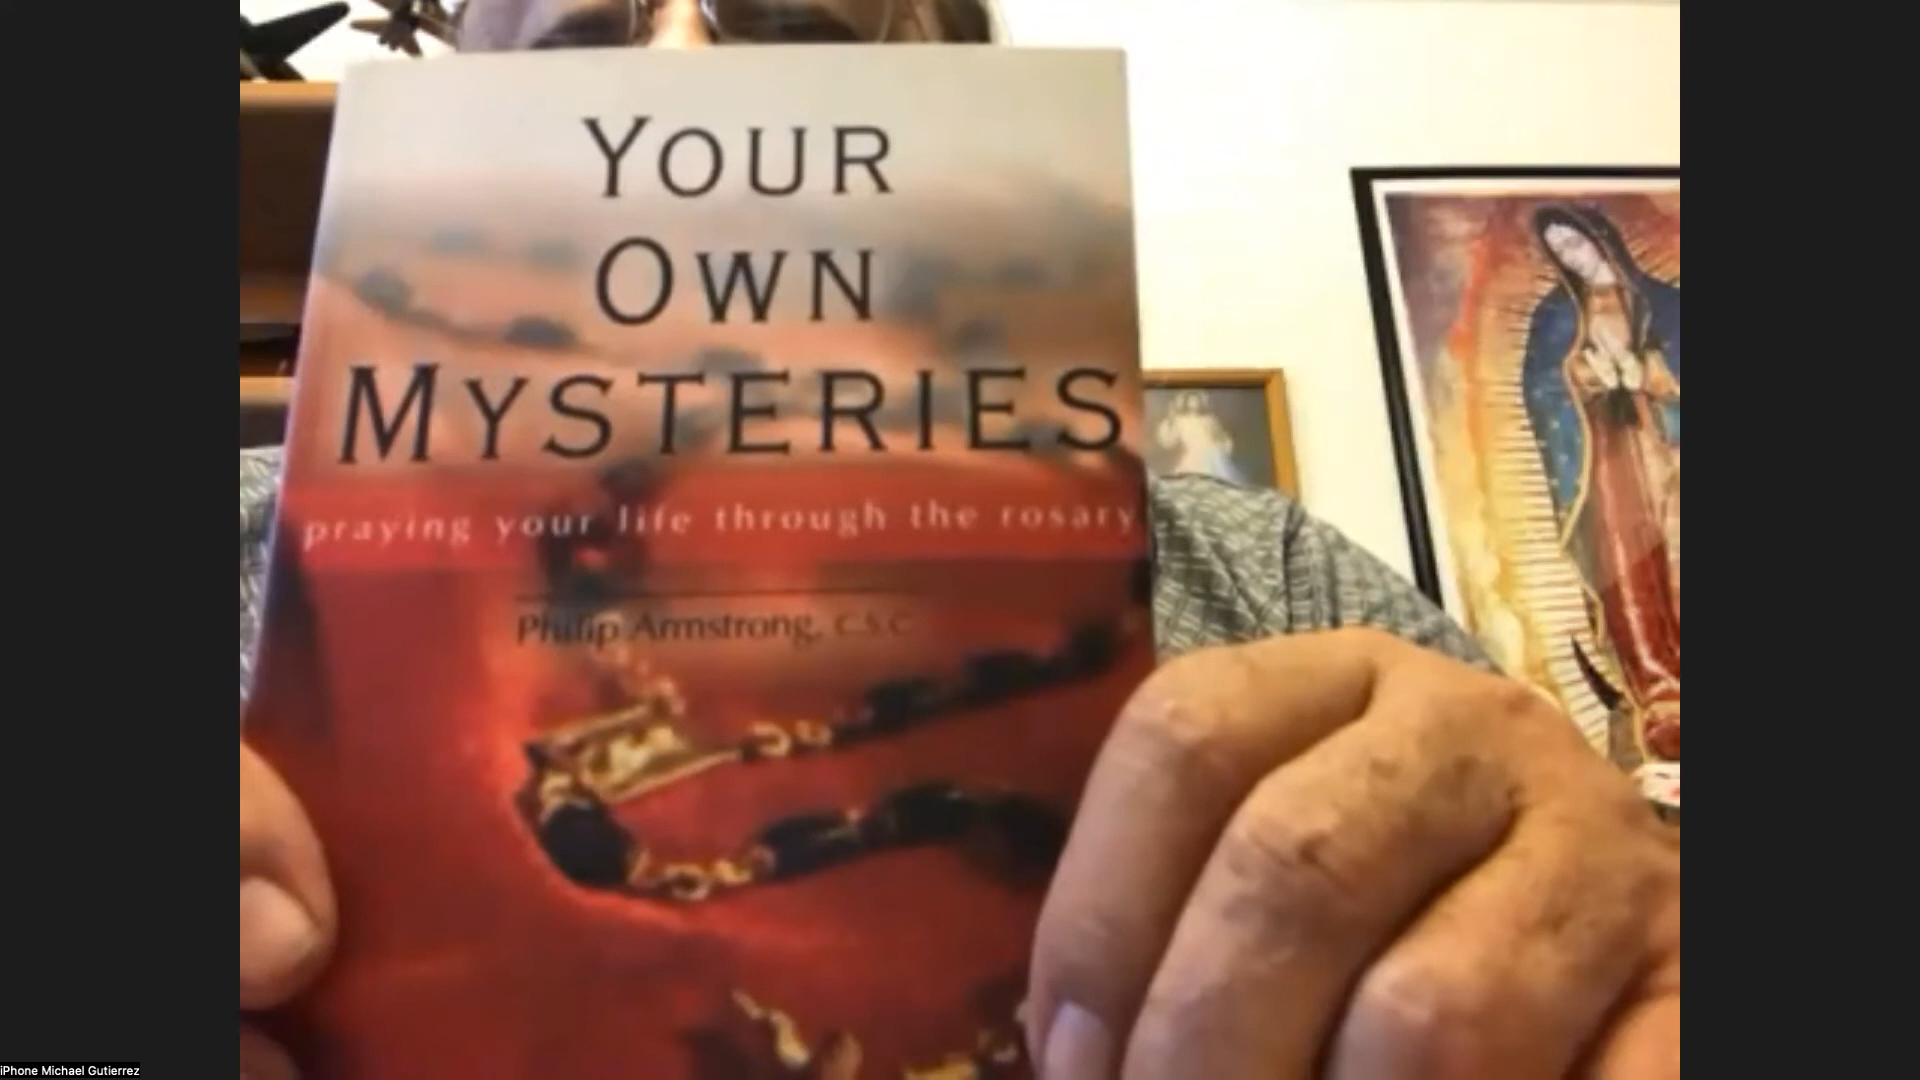 YOUR
OWN
MYSTERIES
praying your life through the rosary
Philip Armstrong, C.S.C.
iPhone Michael Gutierrez